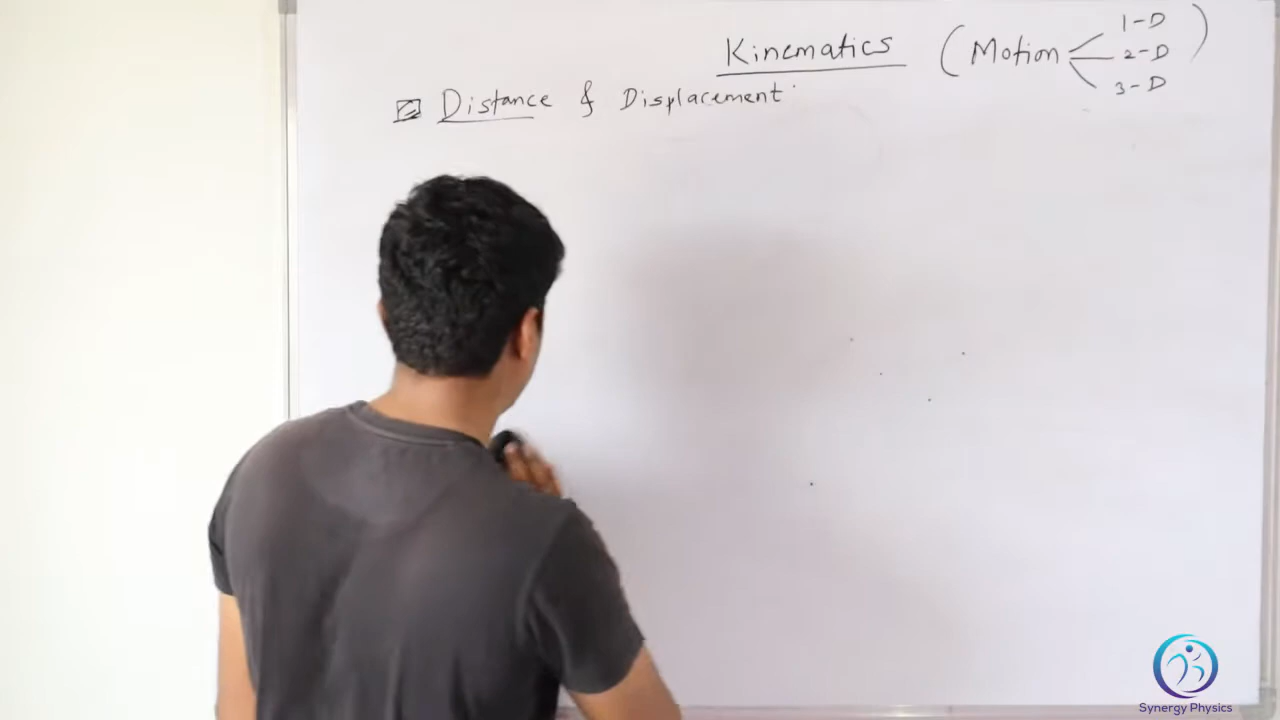 Kinematics (Motion 1-D
2-D
3-D )
Distance & Displacement
Synergy Physics